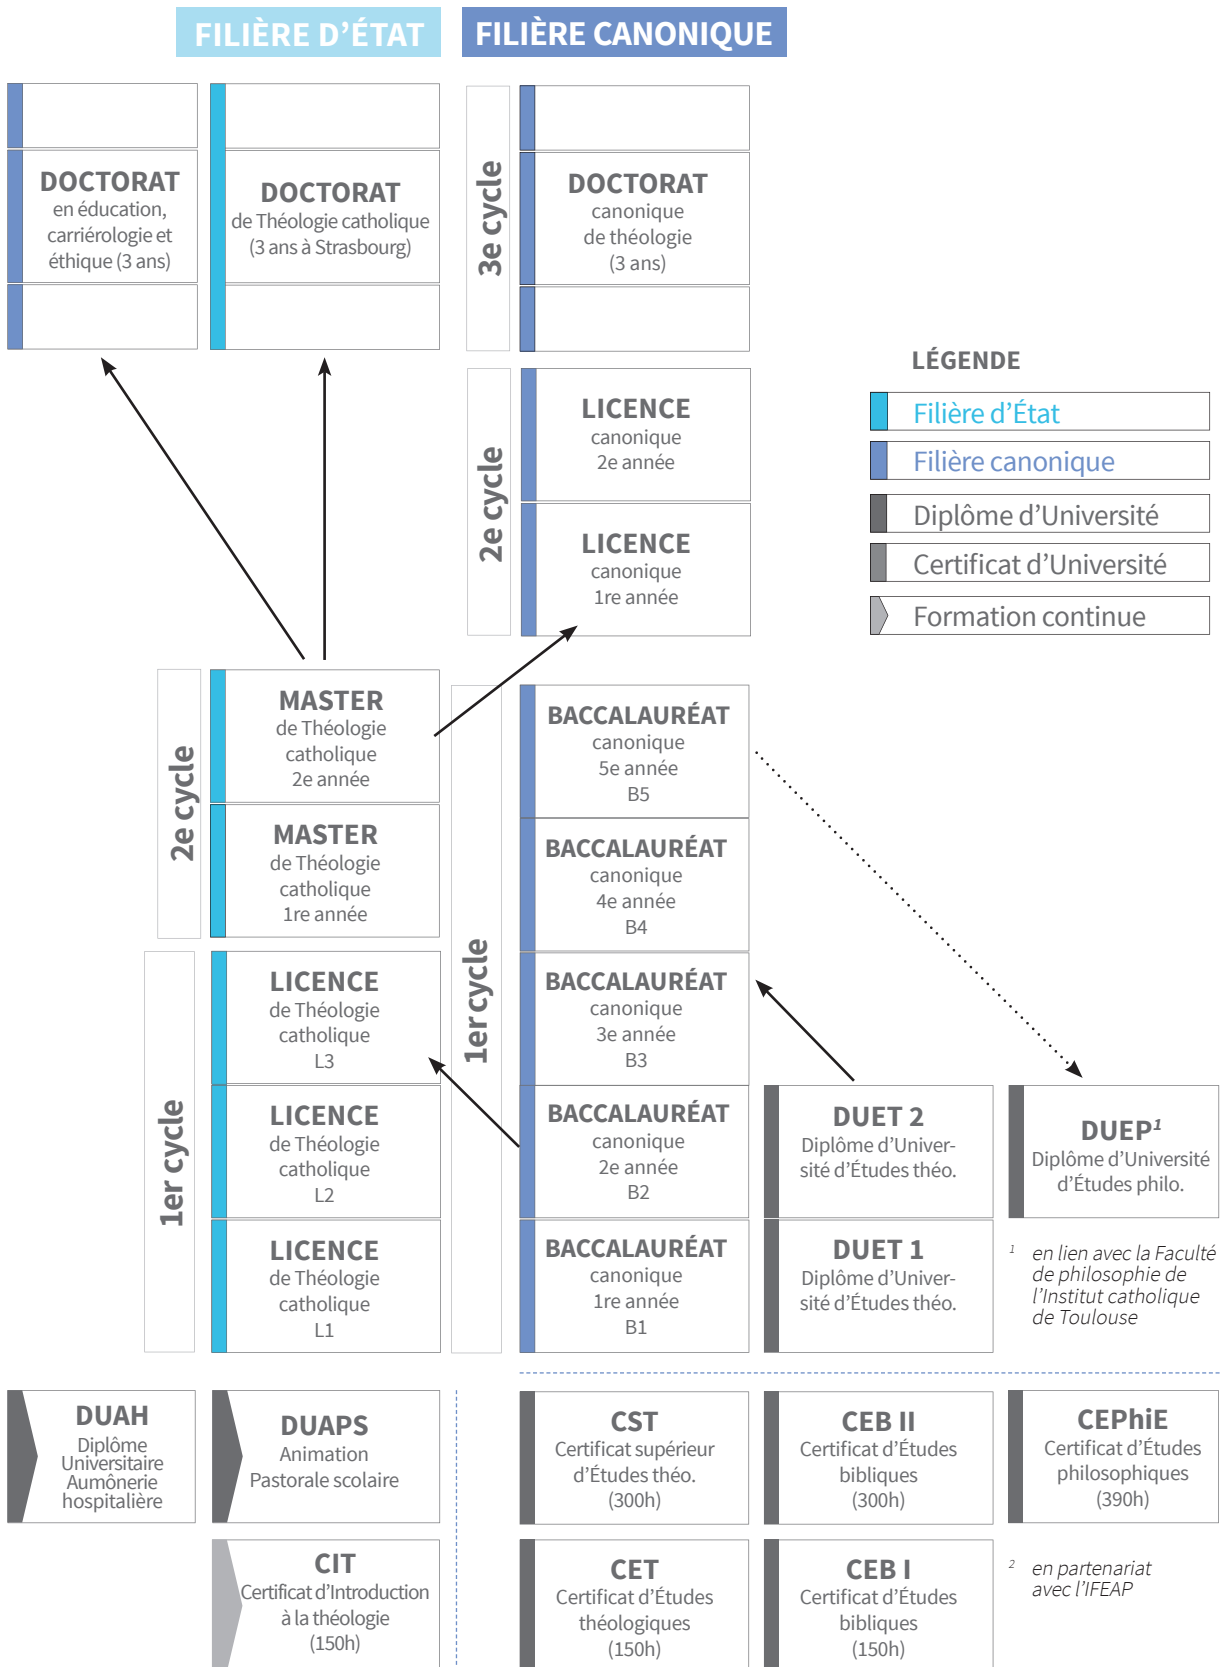 FILIÈRE D'ÉTAT
FILIÈRE CANONIQUE
DOCTORAT
en éducation,
carriérologie et
éthique (3 ans)
DOCTORAT
de Théologie catholique
(3 ans à Strasbourg)
3e cycle
DOCTORAT
canonique
de théologie
(3 ans)
2e cycle
LICENCE
canonique
2e année
LICENCE
canonique
1re année
LÉGENDE
Filière d'État
Filière canonique
Diplôme d'Université
Certificat d'Université
Formation continue
2e cycle
MASTER
de Théologie
catholique
2e année
MASTER
de Théologie
catholique
1re année
1er cycle
LICENCE
de Théologie
catholique
L3
LICENCE
de Théologie
catholique
L2
LICENCE
de Théologie
catholique
L1
1er cycle
BACCALAURÉAT
canonique
5e année
B5
BACCALAURÉAT
canonique
4e année
B4
BACCALAURÉAT
canonique
3e année
B3
BACCALAURÉAT
canonique
2e année
B2
BACCALAURÉAT
canonique
1re année
B1
DUET 2
Diplôme d'Univer-
sité d'Études théo.
DUET 1
Diplôme d'Univer-
sité d'Études théo.
DUEP¹
Diplôme d'Université
d'Études philo.
¹ en lien avec la Faculté
de philosophie de
l'Institut catholique
de Toulouse
DUAH
Diplôme
Universitaire
Aumônerie
hospitalière
DUAPS
Animation
Pastorale scolaire
CST
Certificat supérieur
d'Études théo.
(300h)
CEB II
Certificat d'Études
bibliques
(300h)
CEPhiE
Certificat d'Études
philosophiques
(390h)
CIT
Certificat d'Introduction
à la théologie
(150h)
CET
Certificat d'Études
théologiques
(150h)
CEB I
Certificat d'Études
bibliques
(150h)
² en partenariat
avec l'IFEAP